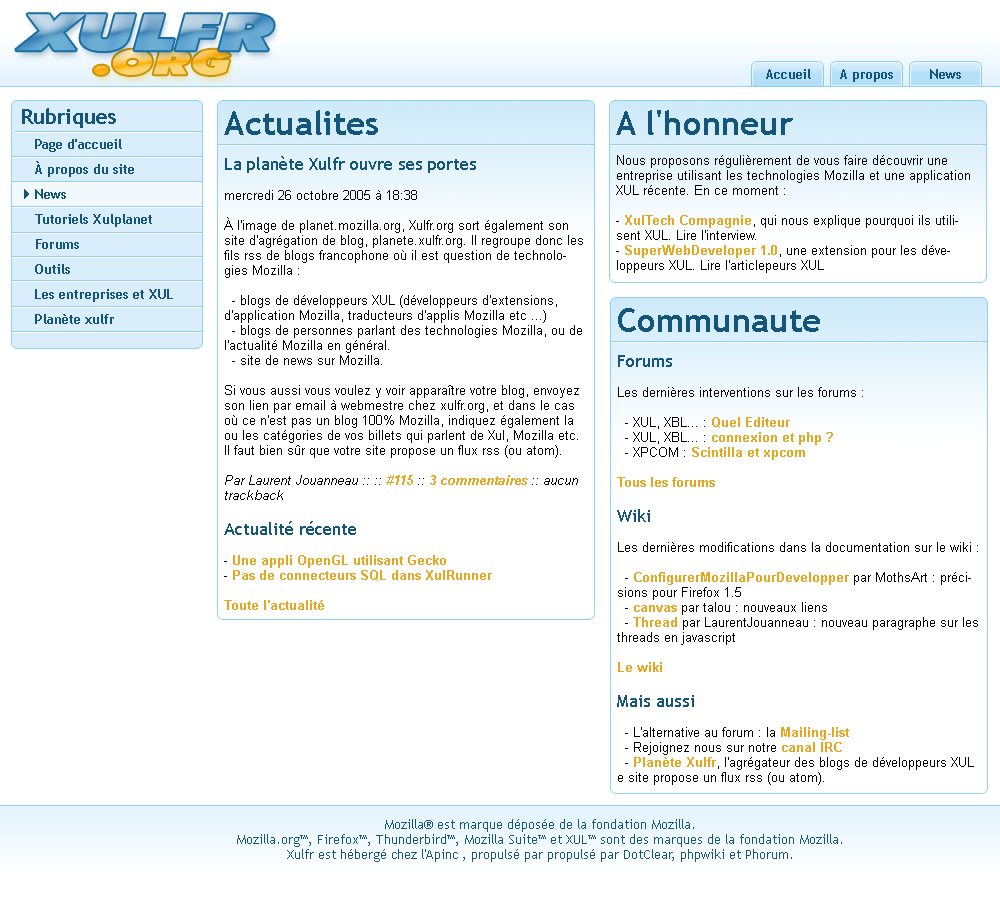 XULFR
.ORG
Accueil
A propos
News
Rubriques
Page d'accueil
À propos du site
News
Tutoriels Xulplanet
Forums
Outils
Les entreprises et XUL
Planète xulfr
Actualites
La planète Xulfr ouvre ses portes
mercredi 26 octobre 2005 à 18:38
À l'image de planet.mozilla.org, Xulfr.org sort également son
site d'agrégation de blog, planete.xulfr.org. Il regroupe donc les
fils rss de blogs francophone où il est question de technolo-
gies Mozilla :
- blogs de développeurs XUL (développeurs d'extensions,
d'application Mozilla, traducteurs d'applis Mozilla etc ...)
- blogs de personnes parlant des technologies Mozilla, ou de
l'actualité Mozilla en général.
- site de news sur Mozilla.
Si vous aussi vous voulez y voir apparaître votre blog, envoyez
son lien par email à webmestre chez xulfr.org, et dans le cas
où ce n'est pas un blog 100% Mozilla, indiquez également la
ou les catégories de vos billets qui parlent de Xul, Mozilla etc.
Il faut bien sûr que votre site propose un flux rss (ou atom).
Par Laurent Jouanneau :: :: #115 :: 3 commentaires :: aucun
trackback
Actualité récente
- Une appli OpenGL utilisant Gecko
- Pas de connecteurs SQL dans XulRunner
Toute l'actualité
A l'honneur
Nous proposons régulièrement de vous faire découvrir une
entreprise utilisant les technologies Mozilla et une application
XUL récente. En ce moment :
- XulTech Compagnie, qui nous explique pourquoi ils utili-
sent XUL. Lire l'interview
- SuperWebDeveloper 1.0, une extension pour les déve-
loppeurs XUL. Lire l'articlepeurs XUL
Communaute
Forums
Les dernières interventions sur les forums :
- XUL, XBL... : Quel Editeur
- XUL, XBL... : connexion et php ?
- XPCOM : Scintilla et xpcom
Tous les forums
Wiki
Les dernières modifications dans la documentation sur le wiki :
- ConfigurerMozillaPourDevelopper par MothsArt : préci-
sions pour Firefox 1.5
- canvas par talou : nouveaux liens
- Thread par LaurentJouanneau : nouveau paragraphe sur les
threads en javascript
Le wiki
Mais aussi
- L'alternative au forum : la Mailing-list
- Rejoignez nous sur notre canal IRC
- Planète Xulfr, l'agrégateur des blogs de développeurs XUL
e site propose un flux rss (ou atom).
Mozilla® est marque déposée de la fondation Mozilla.
Mozilla.org™, Firefox™, Thunderbird™, Mozilla Suite™ et XUL™ sont des marques de la fondation Mozilla.
Xulfr est hébergé chez l'Apinc , propulsé par propulsé par DotClear, phpwiki et Phorum.